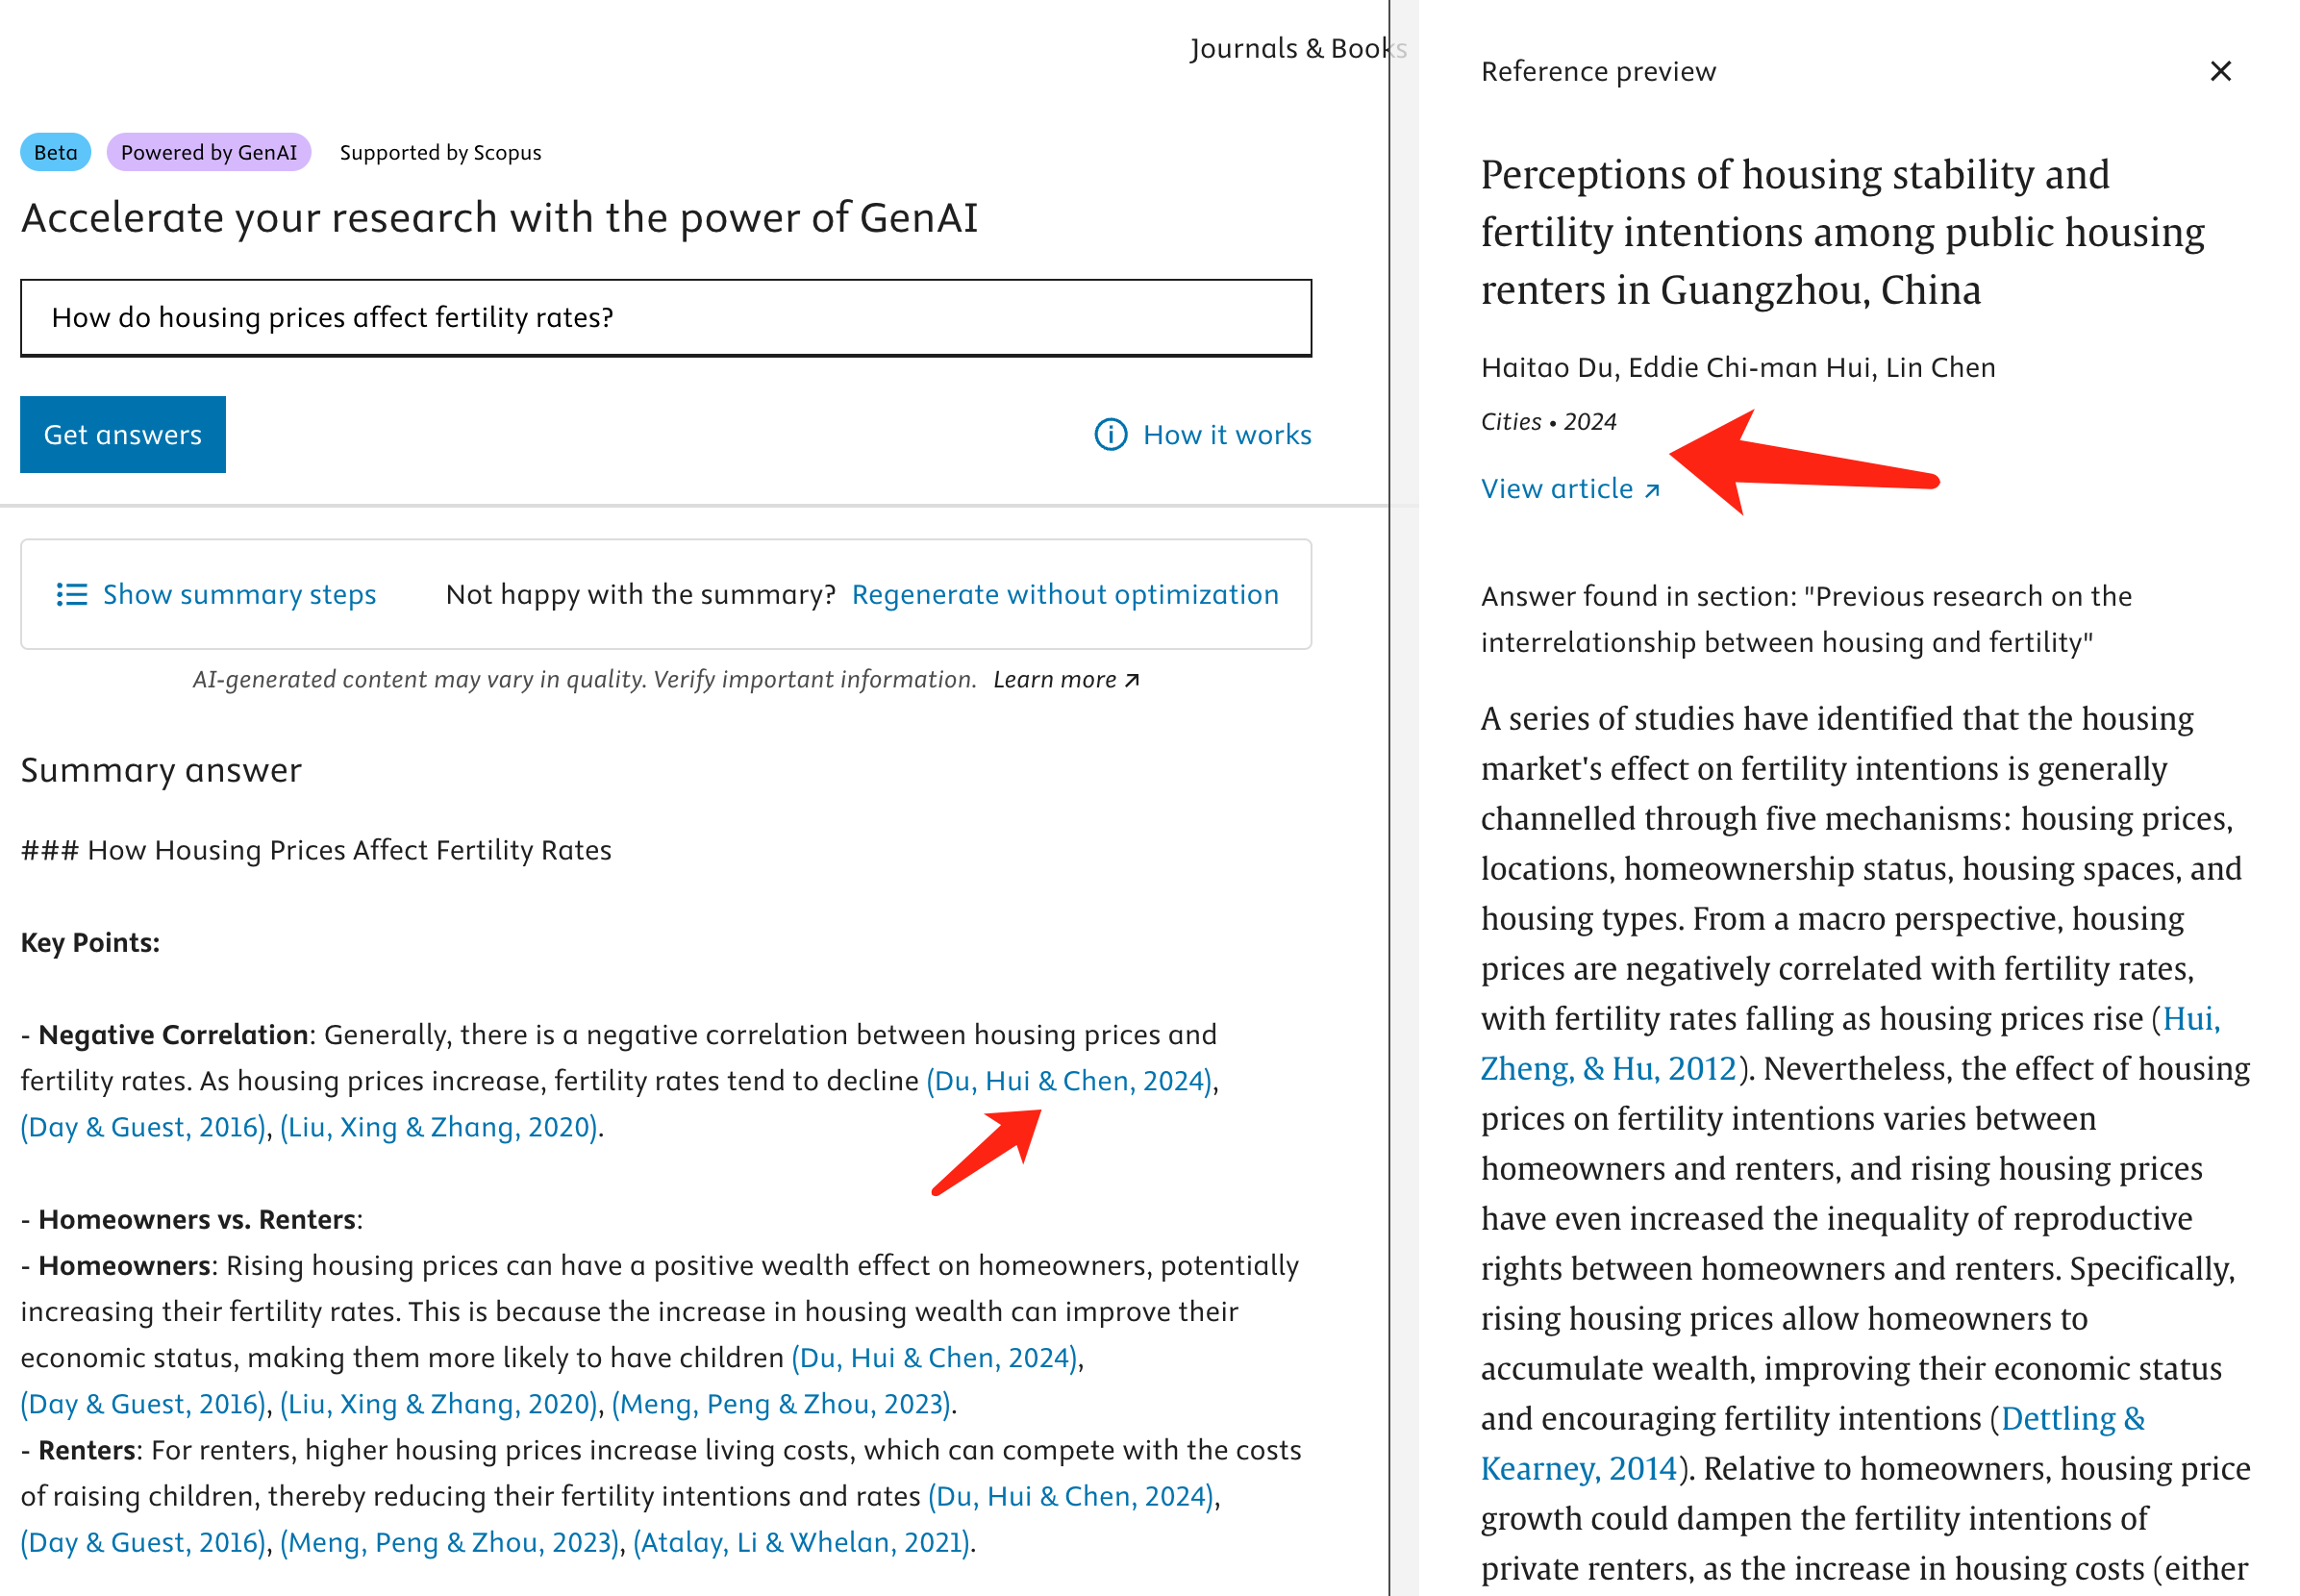 Journals & Books
Beta Powered by GenAI Supported by Scopus
Accelerate your research with the power of GenAI
How do housing prices affect fertility rates?
Get answers
How it works
Show summary steps Not happy with the summary? Regenerate without optimization
AI-generated content may vary in quality. Verify important information. Learn more ↗
Summary answer
### How Housing Prices Affect Fertility Rates
Key Points:
- Negative Correlation: Generally, there is a negative correlation between housing prices and
fertility rates. As housing prices increase, fertility rates tend to decline (Du, Hui & Chen, 2024),
(Day & Guest, 2016), (Liu, Xing & Zhang, 2020).
- Homeowners vs. Renters:
- Homeowners: Rising housing prices can have a positive wealth effect on homeowners, potentially
increasing their fertility rates. This is because the increase in housing wealth can improve their
economic status, making them more likely to have children (Du, Hui & Chen, 2024),
(Day & Guest, 2016), (Liu, Xing & Zhang, 2020), (Meng, Peng & Zhou, 2023).
- Renters: For renters, higher housing prices increase living costs, which can compete with the costs
of raising children, thereby reducing their fertility intentions and rates (Du, Hui & Chen, 2024),
(Day & Guest, 2016), (Meng, Peng & Zhou, 2023), (Atalay, Li & Whelan, 2021).
Reference preview
Perceptions of housing stability and
fertility intentions among public housing
renters in Guangzhou, China
Haitao Du, Eddie Chi-man Hui, Lin Chen
Cities • 2024
View article ↗
Answer found in section: "Previous research on the
interrelationship between housing and fertility"
A series of studies have identified that the housing
market's effect on fertility intentions is generally
channelled through five mechanisms: housing prices,
locations, homeownership status, housing spaces, and
housing types. From a macro perspective, housing
prices are negatively correlated with fertility rates,
with fertility rates falling as housing prices rise (Hui,
Zheng, & Hu, 2012). Nevertheless, the effect of housing
prices on fertility intentions varies between
homeowners and renters, and rising housing prices
have even increased the inequality of reproductive
rights between homeowners and renters. Specifically,
rising housing prices allow homeowners to
accumulate wealth, improving their economic status
and encouraging fertility intentions (Dettling &
Kearney, 2014). Relative to homeowners, housing price
growth could dampen the fertility intentions of
private renters, as the increase in housing costs (either